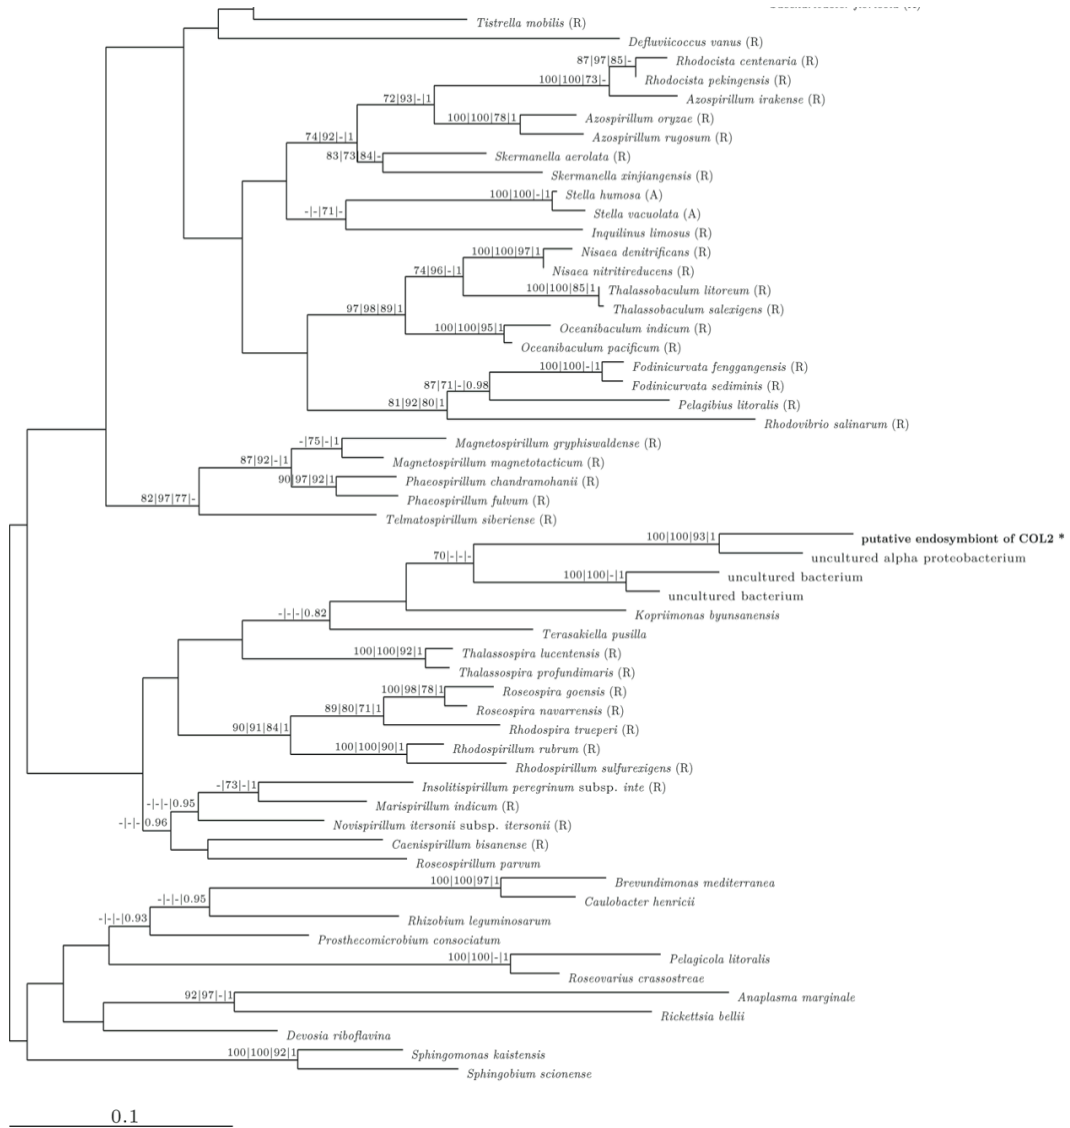 Tistrella mobilis (R)
Defluviicoccus vanus (R)
87|97|85|-
Rhodocista centenaria (R)
100|100|73|-
Rhodocista pekingensis (R)
Azospirillum irakense (R)
72|93|-|1
100|100|78|1
Azospirillum oryzae (R)
Azospirillum rugosum (R)
74|92|-|1
83|73|84|-
Skermanella aerolata (R)
Skermanella xinjiangensis (R)
100|100|-|1
Stella humosa (A)
-|-|71|-
Stella vacuolata (A)
Inquilinus limosus (R)
100|100|97|1
Nisaea denitrificans (R)
74|96|-|1
Nisaea nitritireducens (R)
100|100|85|1
Thalassobaculum litoreum (R)
97|98|89|1
Thalassobaculum salexigens (R)
100|100|95|1
Oceanibaculum indicum (R)
Oceanibaculum pacificum (R)
100|100|-|1
Fodinicurvata fenggangensis (R)
87|71|-|0.98
Fodinicurvata sediminis (R)
81|92|80|1
Pelagibius litoralis (R)
Rhodovibrio salinarum (R)
-|75|-|1
Magnetospirillum gryphiswaldense (R)
87|92|-|1
Magnetospirillum magnetotacticum (R)
90|97|92|1
Phaeospirillum chandramohanii (R)
82|97|77|-
Phaeospirillum fulvum (R)
Telmatospirillum siberiense (R)
100|100|93|1
putative endosymbiont of COL2 *
70|-|-|-
uncultured alpha proteobacterium
100|100|-|1
uncultured bacterium
uncultured bacterium
-|-|-|0.82
Kopriimonas byunsanensis
Terasakiella pusilla
100|100|92|1
Thalassospira lucentensis (R)
Thalassospira profundimaris (R)
100|98|78|1
Roseospira goensis (R)
89|80|71|1
Roseospira navarrensis (R)
90|91|84|1
Rhodospira trueperi (R)
100|100|90|1
Rhodospirillum rubrum (R)
Rhodospirillum sulfurexigens (R)
-|73|-|1
Insolitispirillum peregrinum subsp. inte (R)
-|-|-|0.95
Marispirillum indicum (R)
-|-|-|0.96
Novispirillum itersonii subsp. itersonii (R)
Caenispirillum bisanense (R)
Roseospirillum parvum
100|100|97|1
Brevundimonas mediterranea
-|-|-|0.95
Caulobacter henricii
-|-|-|0.93
Rhizobium leguminosarum
Prosthecomicrobium consociatum
100|100|-|1
Pelagicola litoralis
Roseovarius crassostreae
92|97|-|1
Anaplasma marginale
Rickettsia bellii
Devosia riboflavina
100|100|92|1
Sphingomonas kaistensis
Sphingobium scionense
0.1